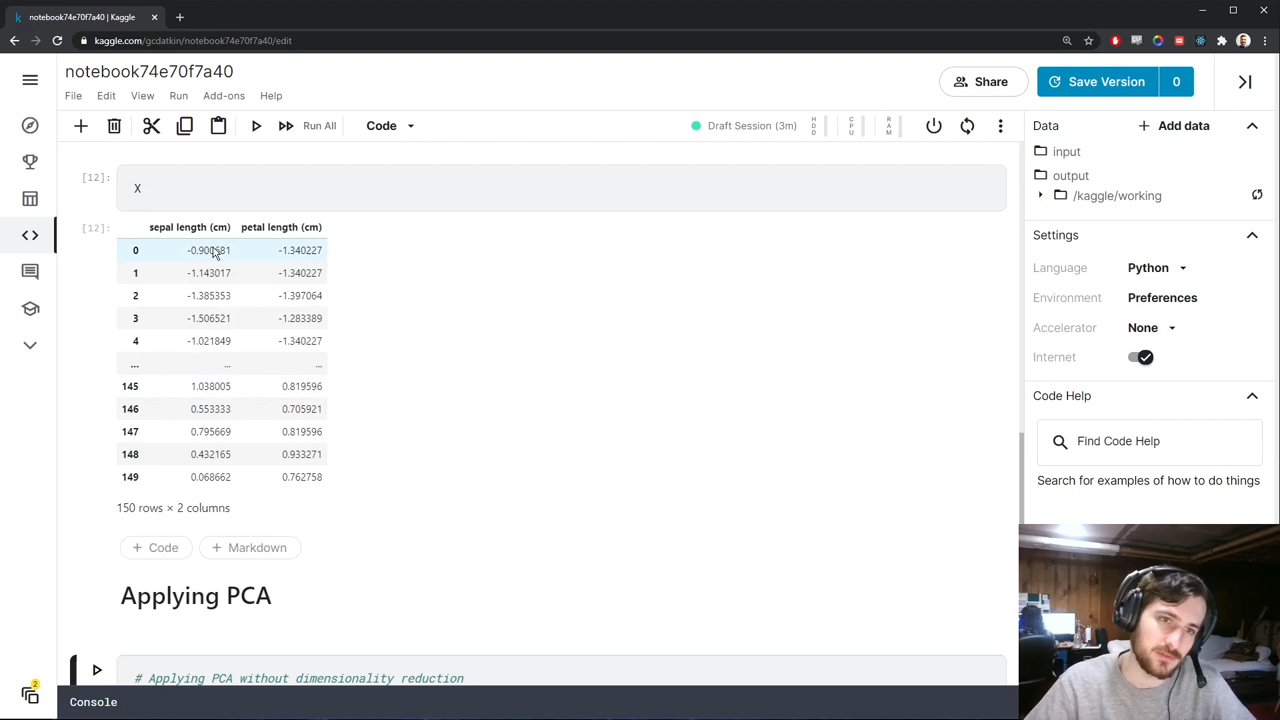 notebook74e70f7a40 | Kaggle
kaggle.com/gcdatkin/notebook74e70f7a40/edit
notebook74e70f7a40
File Edit View Run Add-ons Help
Share
Save Version 0
Run All
Code
Draft Session (3m)
HDD
CPU
RAM
[12]:
X
[12]:
sepal length (cm) petal length (cm)
0 -0.900681 -1.340227
1 -1.143017 -1.340227
2 -1.385353 -1.397064
3 -1.506521 -1.283389
4 -1.021849 -1.340227
... ... ...
145 1.038005 0.819596
146 0.553333 0.705921
147 0.795669 0.819596
148 0.432165 0.933271
149 0.068662 0.762758
150 rows × 2 columns
+ Code
+ Markdown
Applying PCA
# Applying PCA without dimensionality reduction
Console
2
Data
+ Add data
input
output
/kaggle/working
Settings
Language Python
Environment Preferences
Accelerator None
Internet
Code Help
Find Code Help
Search for examples of how to do things